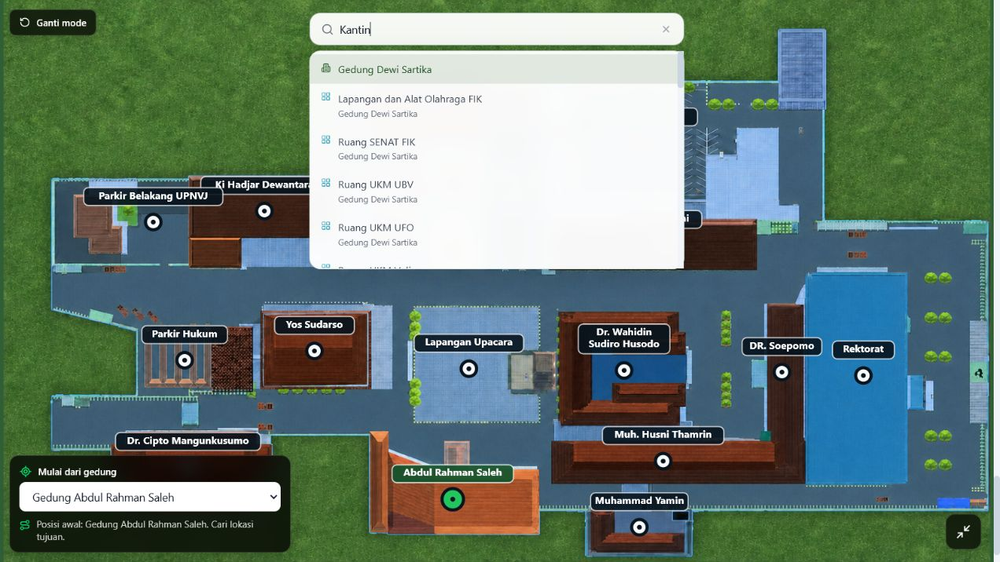 Ganti mode
Kantin
Gedung Dewi Sartika
Lapangan dan Alat Olahraga FIK
Gedung Dewi Sartika
Ruang SENAT FIK
Gedung Dewi Sartika
Ruang UKM UBV
Gedung Dewi Sartika
Ruang UKM UFO
Gedung Dewi Sartika
Parkir Belakang UPNVJ
Ki Hadjar Dewantara
Parkir Hukum
Yos Sudarso
Lapangan Upacara
Dr. Wahidin
Sudiro Husodo
DR. Soepomo
Rektorat
Dr. Cipto Mangunkusumo
Muh. Husni Thamrin
Abdul Rahman Saleh
Muhammad Yamin
Mulai dari gedung
Gedung Abdul Rahman Saleh
Posisi awal: Gedung Abdul Rahman Saleh. Cari lokasi
tujuan.